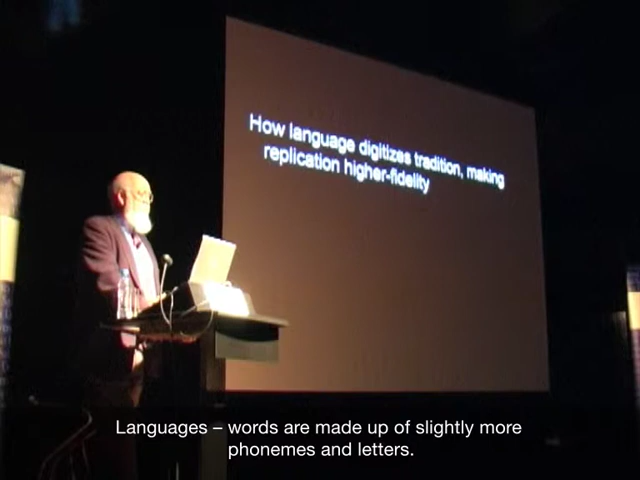 How language digitizes tradition, making
replication higher-fidelity
Languages – words are made up of slightly more
phonemes and letters.